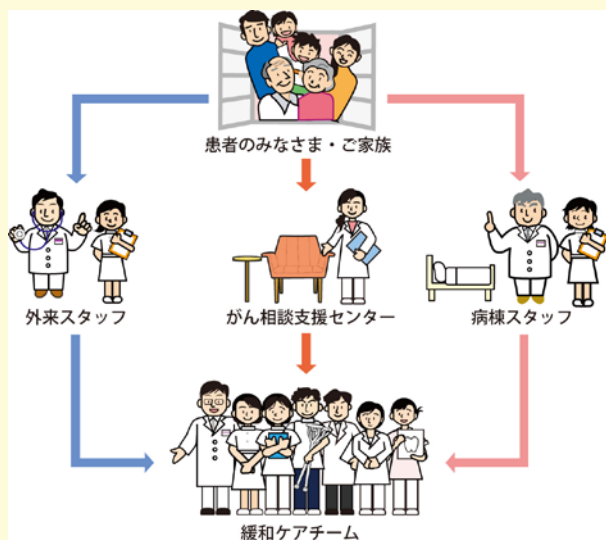 患者のみなさま・ご家族
外来スタッフ
がん相談支援センター
病棟スタッフ
緩和ケアチーム